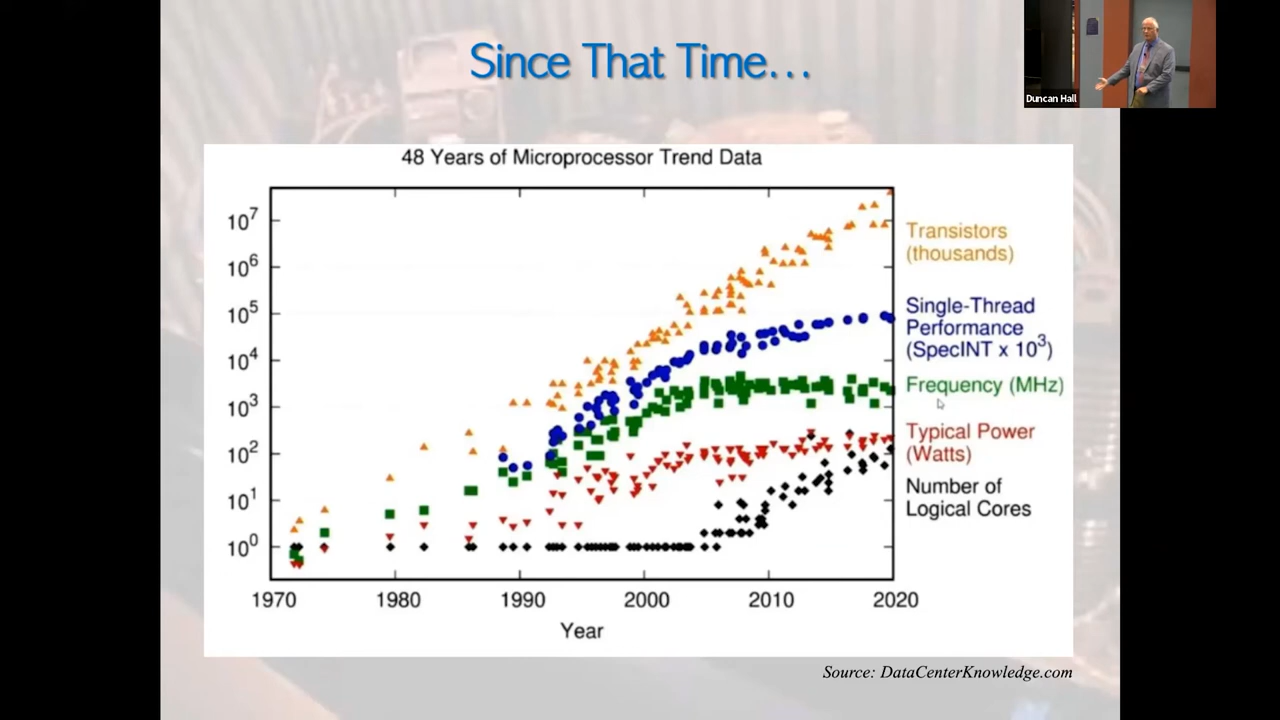 Since That Time…
Duncan Hall
48 Years of Microprocessor Trend Data
10^7
10^6
10^5
10^4
10^3
10^2
10^1
10^0
Transistors
(thousands)
Single-Thread
Performance
(SpecINT x 10^3)
Frequency (MHz)
Typical Power
(Watts)
Number of
Logical Cores
1970 1980 1990 2000 2010 2020
Year
Source: DataCenterKnowledge.com